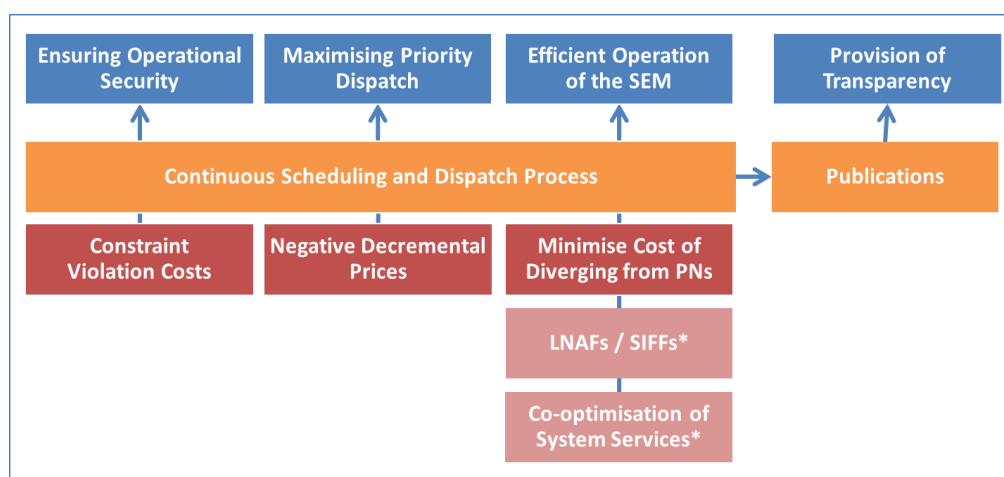 Ensuring Operational
Security
Maximising Priority
Dispatch
Efficient Operation
of the SEM
Provision of
Transparency
Continuous Scheduling and Dispatch Process
Publications
Constraint
Violation Costs
Negative Decremental
Prices
Minimise Cost of
Diverging from PNs
LNAFs / SIFFs*
Co-optimisation of
System Services*